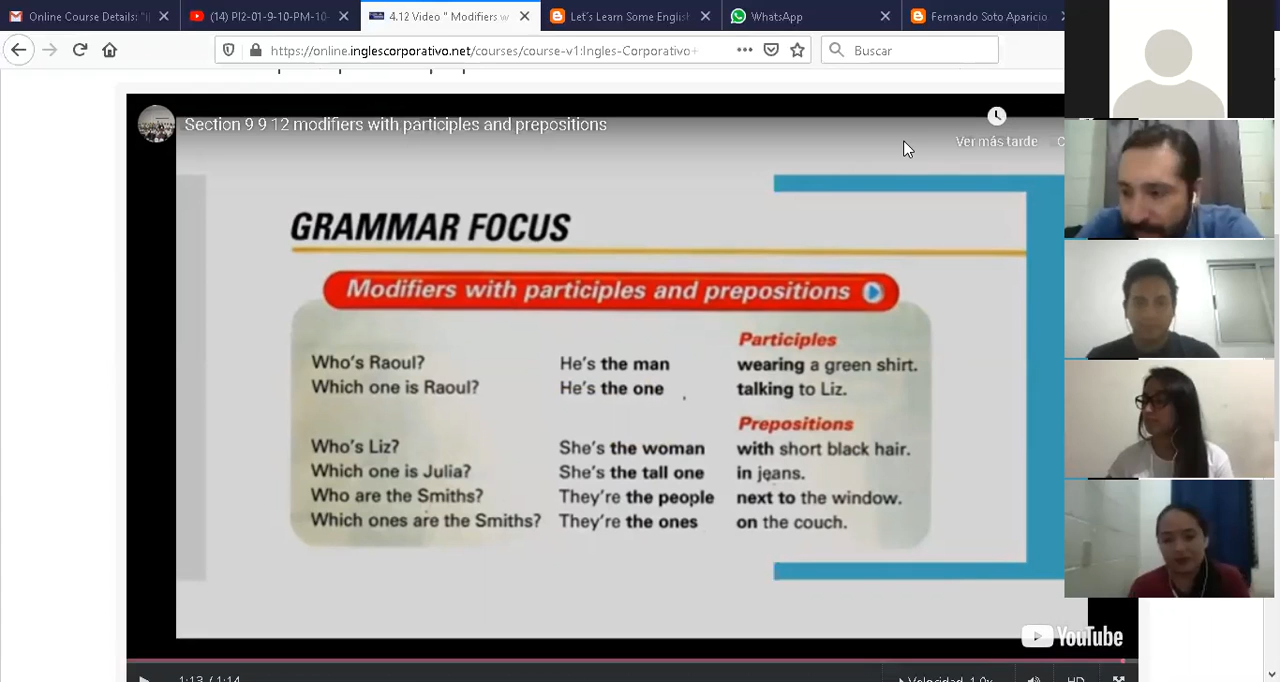 Online Course Details: "(
(14) PI2-01-9-10-PM-10-
4.12 Video " Modifiers w
Let's Learn Some Englis
WhatsApp
Fernando Soto Aparicio
https://online.inglescorporativo.net/courses/course-v1:Ingles-Corporativo+
Buscar
Section 9 9 12 modifiers with participles and prepositions
Ver más tarde
GRAMMAR FOCUS
Modifiers with participles and prepositions
Participles
Who's Raoul? He's the man wearing a green shirt.
Which one is Raoul? He's the one talking to Liz.
Prepositions
Who's Liz? She's the woman with short black hair.
Which one is Julia? She's the tall one in jeans.
Who are the Smiths? They're the people next to the window.
Which ones are the Smiths? They're the ones on the couch.
YouTube
1:13 / 1:14
Velocidad 1.0x
HD